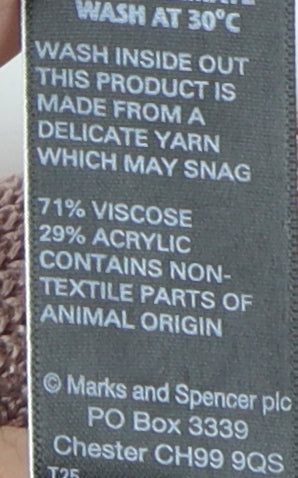 WASH AT 30°C
WASH INSIDE OUT
THIS PRODUCT IS
MADE FROM A
DELICATE YARN
WHICH MAY SNAG
71% VISCOSE
29% ACRYLIC
CONTAINS NON-
TEXTILE PARTS OF
ANIMAL ORIGIN
© Marks and Spencer plc
PO Box 3339
Chester CH99 9QS
T25